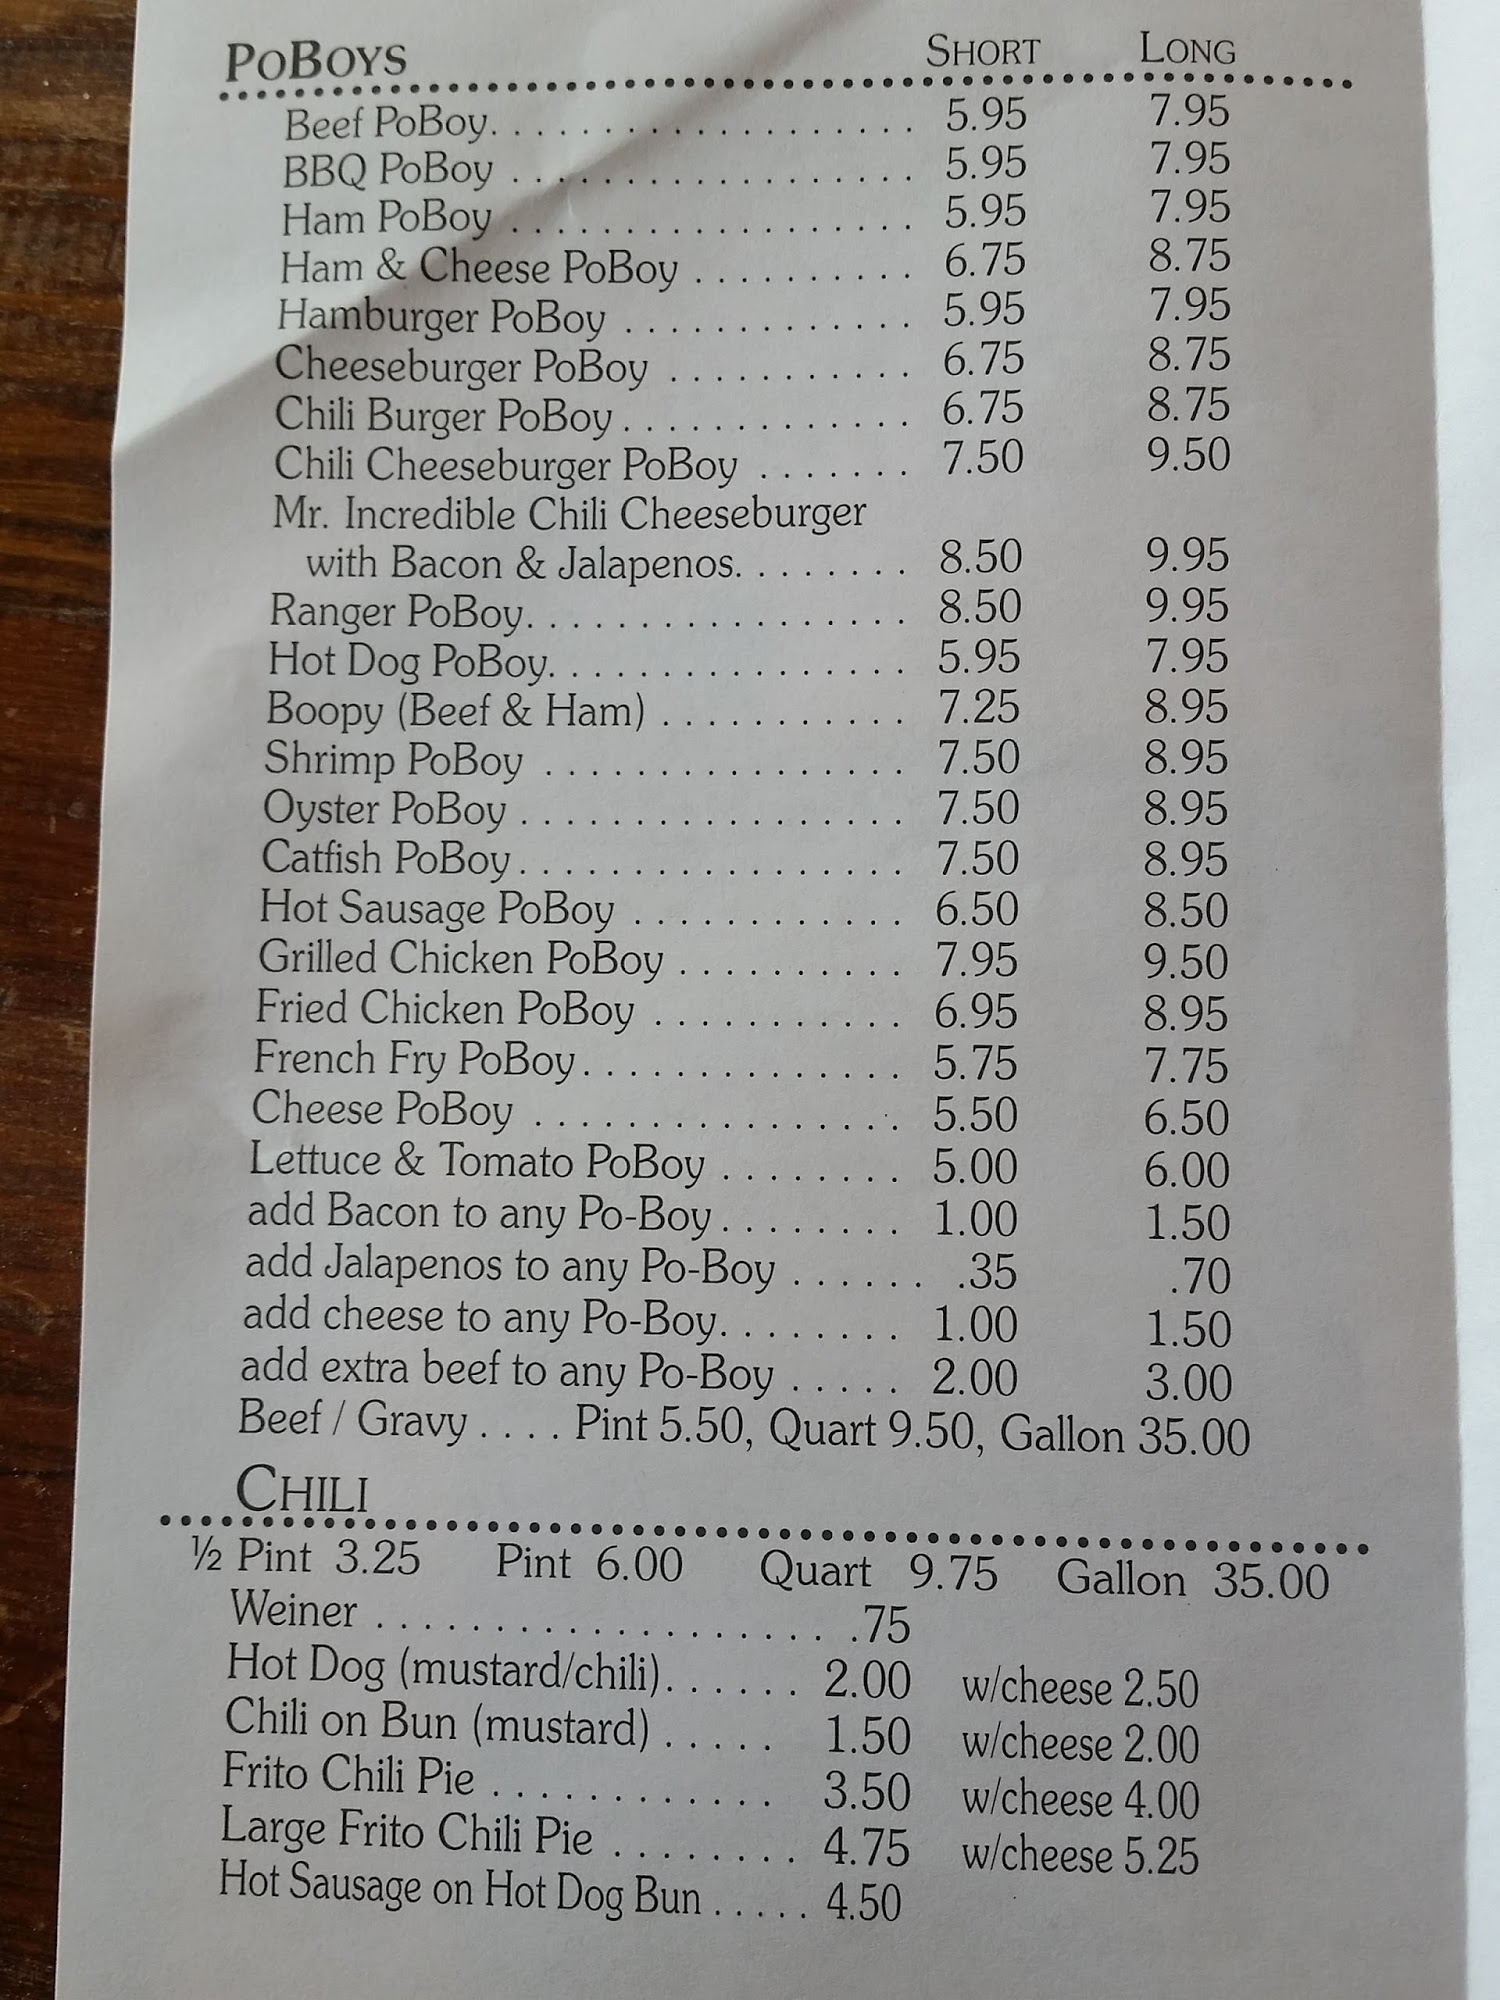 PoBoys Short Long
Beef PoBoy. . . . . . . . . . . . . . . . . . . 5.95 7.95
BBQ PoBoy . . . . . . . . . . . . . . . . . . 5.95 7.95
Ham PoBoy . . . . . . . . . . . . . . . . . . 5.95 7.95
Ham & Cheese PoBoy . . . . . . . . . . 6.75 8.75
Hamburger PoBoy . . . . . . . . . . . . . 5.95 7.95
Cheeseburger PoBoy . . . . . . . . . . . 6.75 8.75
Chili Burger PoBoy . . . . . . . . . . . . . 6.75 8.75
Chili Cheeseburger PoBoy . . . . . . . 7.50 9.50
Mr. Incredible Chili Cheeseburger
with Bacon & Jalapenos. . . . . . . . 8.50 9.95
Ranger PoBoy. . . . . . . . . . . . . . . . . 8.50 9.95
Hot Dog PoBoy. . . . . . . . . . . . . . . . 5.95 7.95
Boopy (Beef & Ham) . . . . . . . . . . . 7.25 8.95
Shrimp PoBoy . . . . . . . . . . . . . . . . 7.50 8.95
Oyster PoBoy . . . . . . . . . . . . . . . . . 7.50 8.95
Catfish PoBoy . . . . . . . . . . . . . . . . . 7.50 8.95
Hot Sausage PoBoy . . . . . . . . . . . . 6.50 8.50
Grilled Chicken PoBoy . . . . . . . . . . 7.95 9.50
Fried Chicken PoBoy . . . . . . . . . . . 6.95 8.95
French Fry PoBoy . . . . . . . . . . . . . . 5.75 7.75
Cheese PoBoy . . . . . . . . . . . . . . . . 5.50 6.50
Lettuce & Tomato PoBoy . . . . . . . . 5.00 6.00
add Bacon to any Po-Boy . . . . . . . . 1.00 1.50
add Jalapenos to any Po-Boy . . . . . . .35 .70
add cheese to any Po-Boy. . . . . . . . 1.00 1.50
add extra beef to any Po-Boy . . . . . 2.00 3.00
Beef / Gravy . . . . Pint 5.50, Quart 9.50, Gallon 35.00
Chili
½ Pint 3.25 Pint 6.00 Quart 9.75 Gallon 35.00
Weiner . . . . . . . . . . . . . . . . . . . . .75
Hot Dog (mustard/chili). . . . . . 2.00 w/cheese 2.50
Chili on Bun (mustard) . . . . . 1.50 w/cheese 2.00
Frito Chili Pie . . . . . . . . . . . . 3.50 w/cheese 4.00
Large Frito Chili Pie . . . . . . . . 4.75 w/cheese 5.25
Hot Sausage on Hot Dog Bun . . . . . 4.50